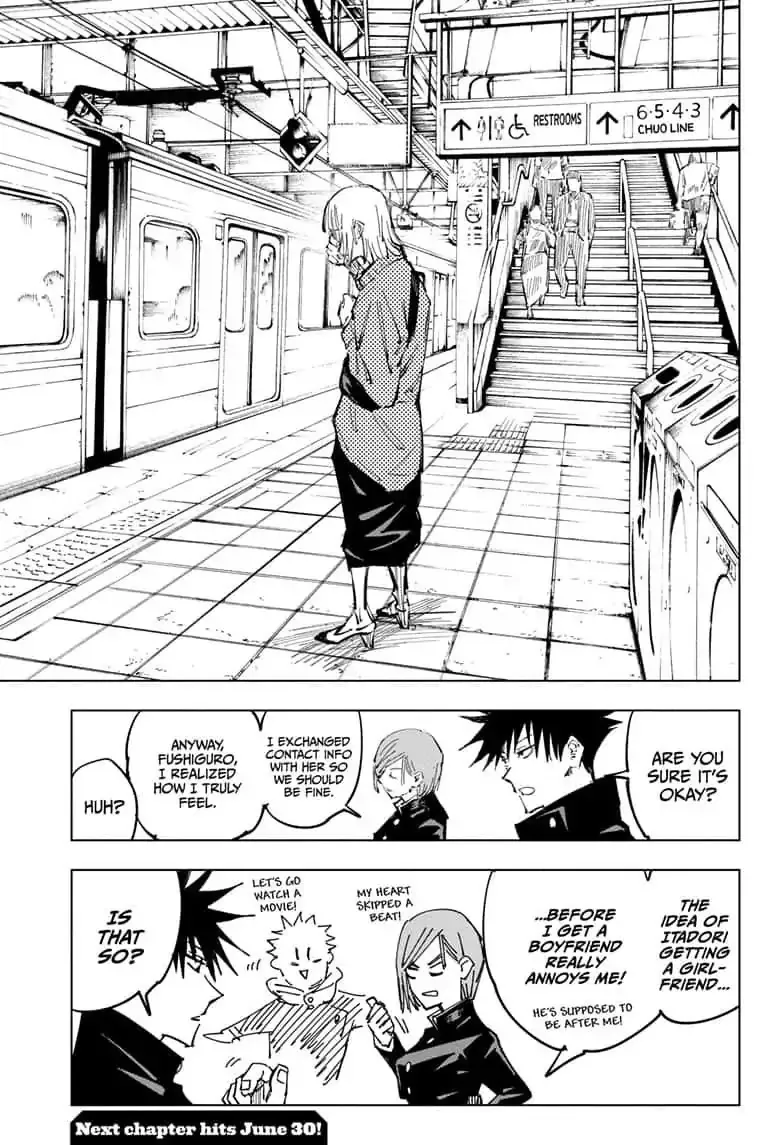 RESTROOMS
6·5·4·3
CHUO LINE
ARE YOU
SURE IT'S
OKAY?
I EXCHANGED
CONTACT INFO
WITH HER SO
WE SHOULD
BE FINE.
ANYWAY,
FUSHIGURO,
I REALIZED
HOW I TRULY
FEEL.
HUH?
THE
IDEA OF
ITADORI
GETTING
A GIRL-
FRIEND...
...BEFORE
I GET A
BOYFRIEND
REALLY
ANNOYS ME!
HE'S SUPPOSED TO
BE AFTER ME!
MY HEART
SKIPPED A
BEAT!
LET'S GO
WATCH A
MOVIE!
IS
THAT
SO?
Next chapter hits June 30!